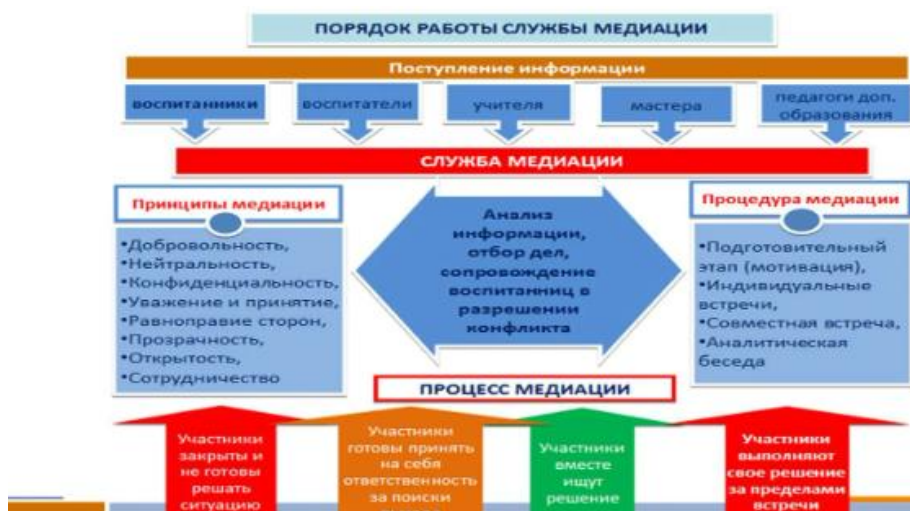 ПОРЯДОК РАБОТЫ СЛУЖБЫ МЕДИАЦИИ
Поступление информации
воспитанники
воспитатели
учителя
мастера
педагоги доп.
образования
СЛУЖБА МЕДИАЦИИ
Принципы медиации
•Добровольность,
•Нейтральность,
•Конфиденциальность,
•Уважение и принятие,
•Равноправие сторон,
•Прозрачность,
•Открытость,
•Сотрудничество
Анализ
информации,
отбор дел,
сопровождение
воспитанниц в
разрешении
конфликта
Процедура медиации
•Подготовительный
этап (мотивация),
•Индивидуальные
встречи,
•Совместная встреча,
•Аналитическая
беседа
ПРОЦЕСС МЕДИАЦИИ
Участники
закрыты и
не готовы
решать
ситуацию
Участники
готовы принять
на себя
ответственность
за поиски
Участники
вместе
ищут
решение
Участники
выполняют
свое решение
за пределами
встречи